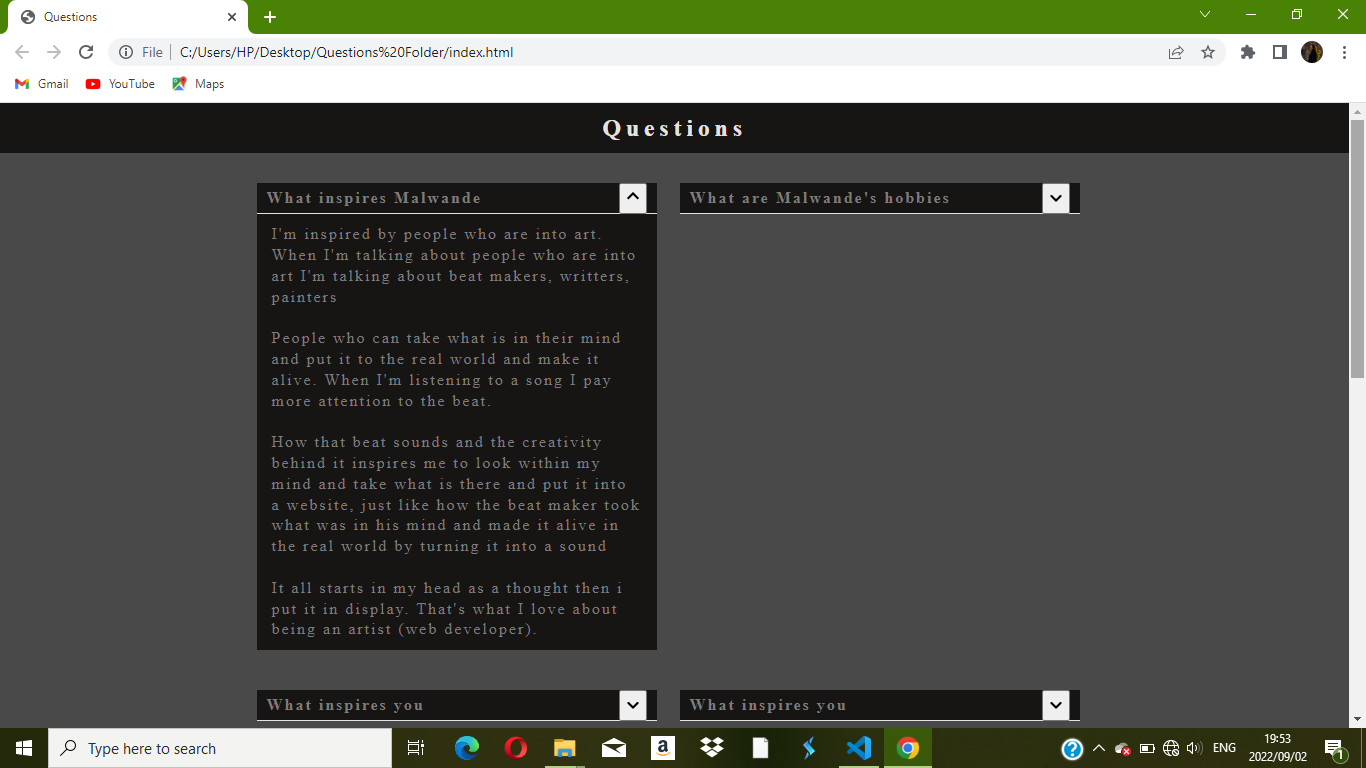 Questions
File
C:/Users/HP/Desktop/Questions%20Folder/index.html
Gmail
YouTube
Maps
Questions
What inspires Malwande
I'm inspired by people who are into art.
When I'm talking about people who are into
art I'm talking about beat makers, writters,
painters
People who can take what is in their mind
and put it to the real world and make it
alive. When I'm listening to a song I pay
more attention to the beat.
How that beat sounds and the creativity
behind it inspires me to look within my
mind and take what is there and put it into
a website, just like how the beat maker took
what was in his mind and made it alive in
the real world by turning it into a sound
It all starts in my head as a thought then i
put it in display. That's what I love about
being an artist (web developer).
What are Malwande's hobbies
What inspires you
What inspires you
Type here to search
a
ENG
19:53
2022/09/02
1